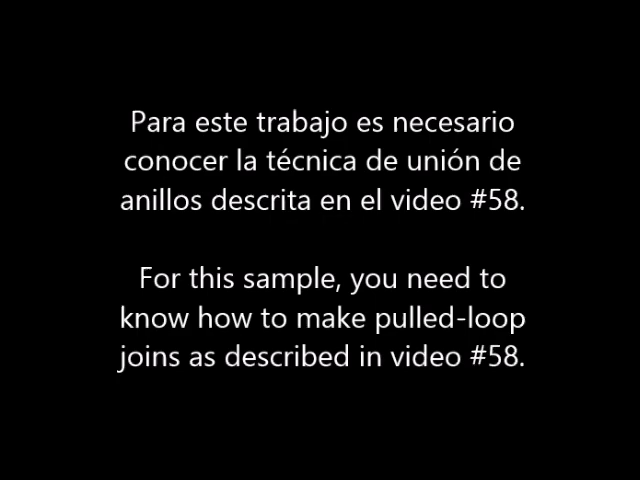 Para este trabajo es necesario
conocer la técnica de unión de
anillos descrita en el video #58.
For this sample, you need to
know how to make pulled-loop
joins as described in video #58.